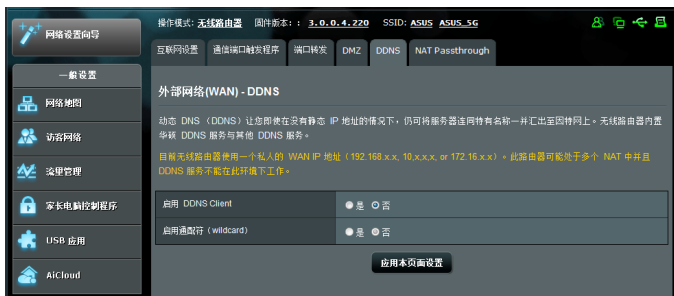 网络设置向导
操作模式: 无线路由器 固件版本: : 3.0.0.4.220 SSID: ASUS ASUS_5G
互联网设置 通信端口触发程序 端口转发 DMZ DDNS NAT Passthrough
一般设置
网络地图
访客网络
流里管理
家长电脑控制程序
USB 应用
AiCloud
外部网络(WAN) - DDNS
动态 DNS （DDNS）让您即使在没有静态 IP 地址的情况下，仍可将服务器连同特有名称一并汇出至因特网上。无线路由器内置
华硕 DDNS 服务与其他 DDNS 服务。
目前无线路由器使用一个私人的 WAN IP 地址（192.168.x.x, 10,x,x,x, or 172.16.x.x）。此路由器可能处于多个 NAT 中并且
DDNS 服务不能在此环境下工作。
启用 DDNS Client 是 否
启用通配符（wildcard） 是 否
应用本页面设置